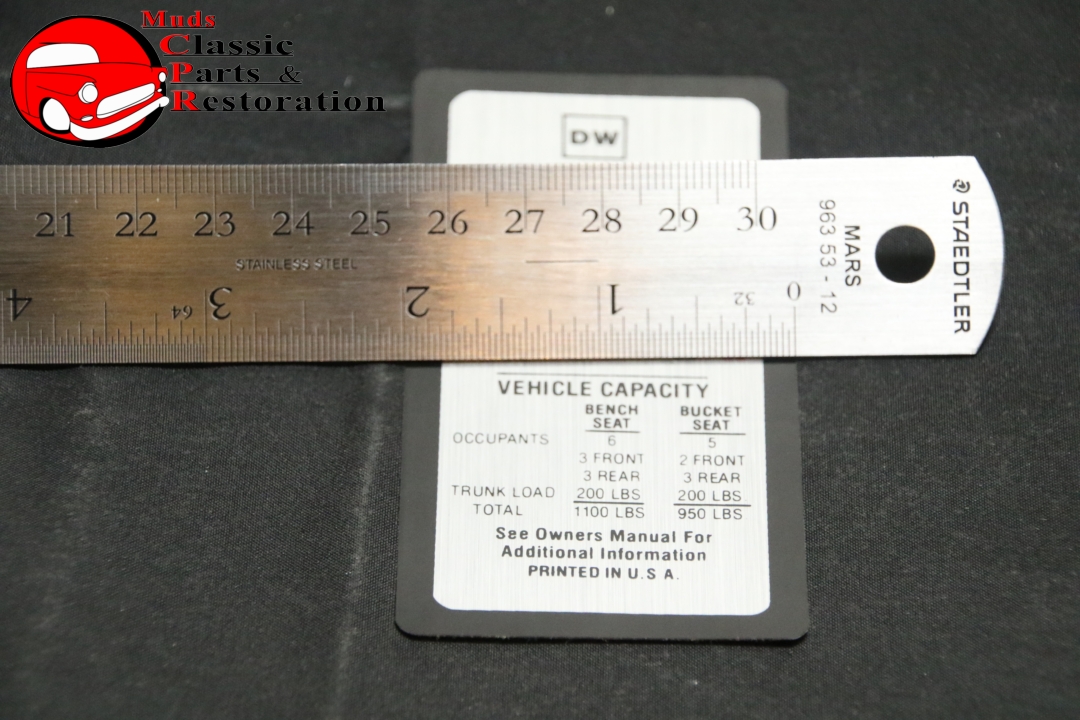 Muds
Classic
Parts &
Restoration
DW
21 22 23 24 25 26 27 28 29 30
STAINLESS STEEL
4 64 3 2 1 32 0
963 53 - 12
MARS
STAEDTLER
VEHICLE CAPACITY
BENCH SEAT BUCKET SEAT
OCCUPANTS 6 5
3 FRONT 2 FRONT
3 REAR 3 REAR
TRUNK LOAD 200 LBS 200 LBS
TOTAL 1100 LBS 950 LBS
See Owners Manual For
Additional Information
PRINTED IN U.S A.